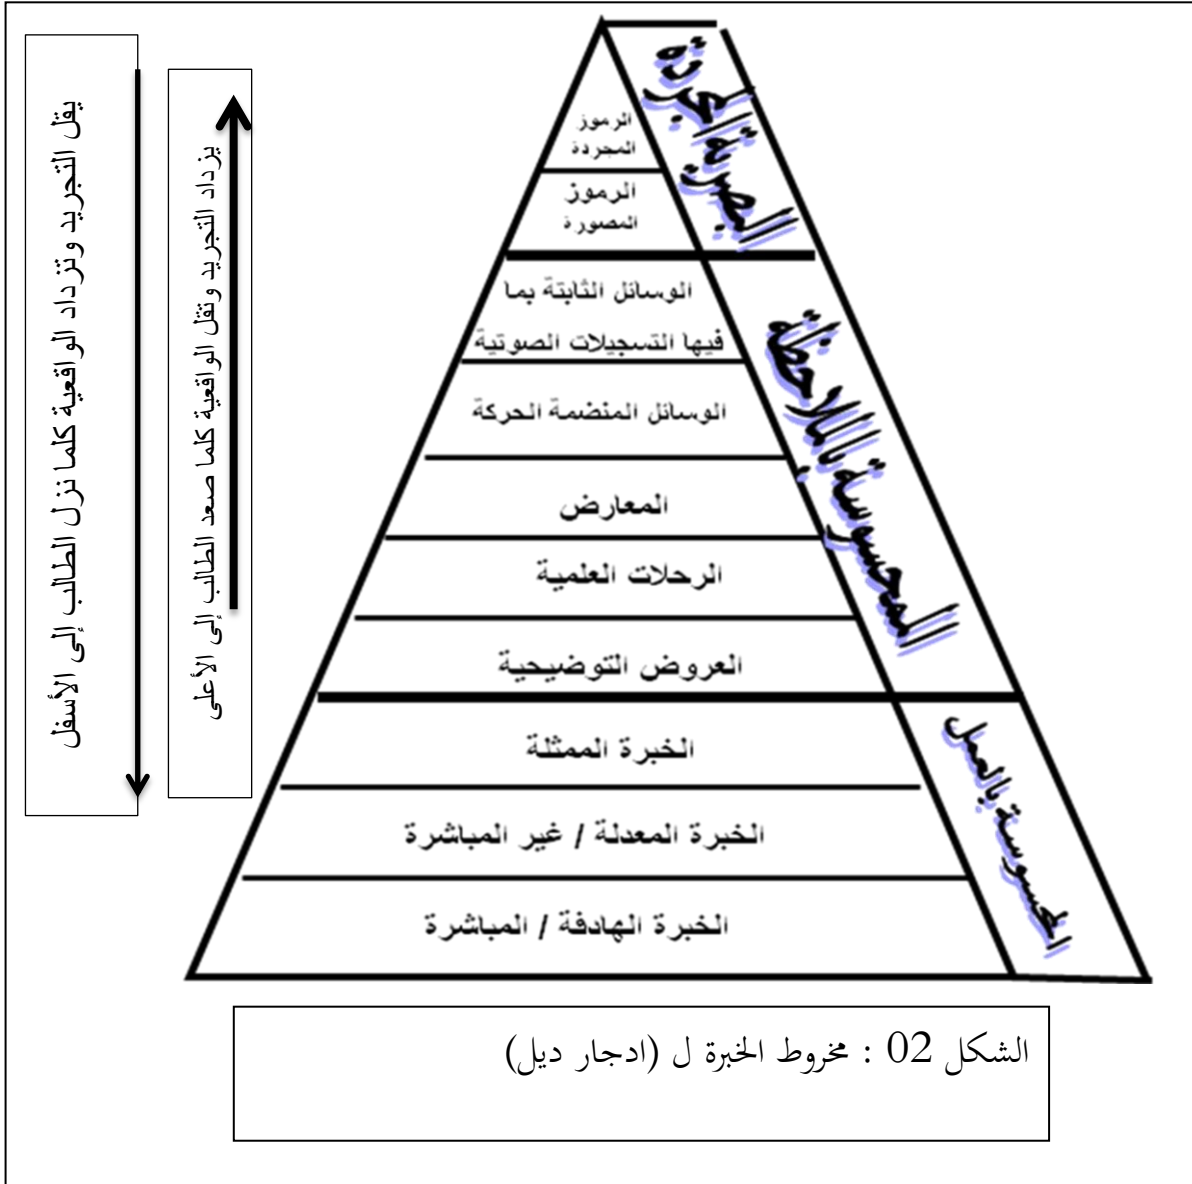 يقل التجريد وتزداد الواقعية كلما نزل الطالب إلى الأسفل
يزداد التجريد وتقل الواقعية كلما صعد الطالب إلى الأعلى
البصرية المجردة
الرموز
المجردة
الرموز
المصورة
المحسوسة بالملاحظة
الوسائل الثابتة بما
فيها التسجيلات الصوتية
الوسائل المنضمة الحركة
المعارض
الرحلات العلمية
العروض التوضيحية
المحسوسة بالعمل
الخبرة الممثلة
الخبرة المعدلة / غير المباشرة
الخبرة الهادفة / المباشرة
الشكل 02 : مخروط الخبرة ل (ادجار ديل)